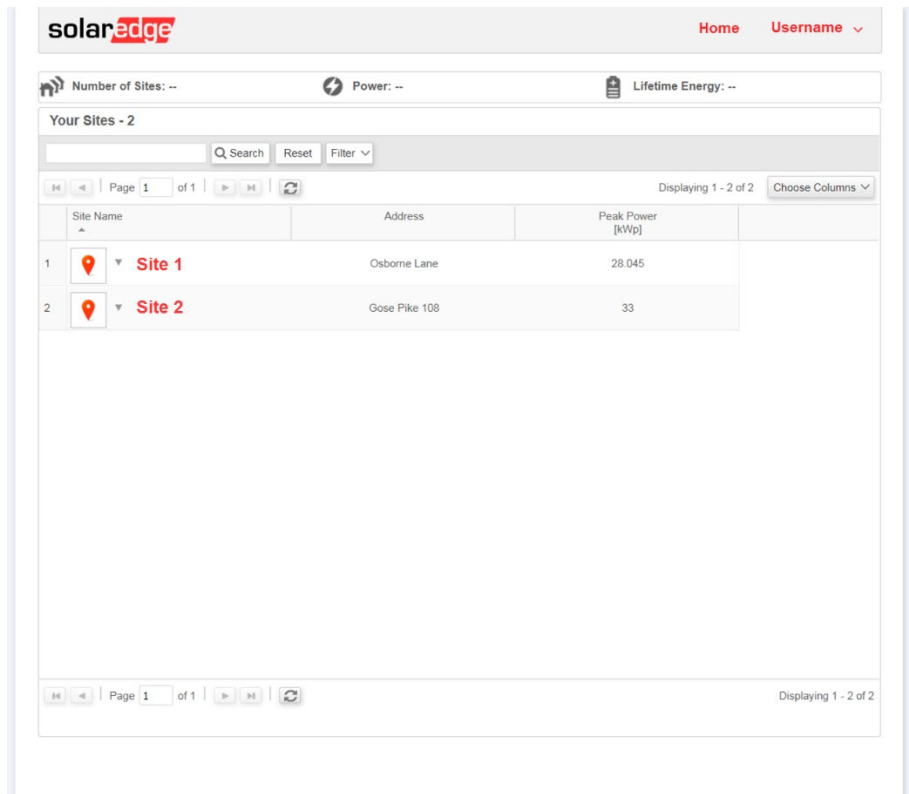 solaredge
Home Username
Number of Sites: -- Power: -- Lifetime Energy: --
Your Sites - 2
Search Reset Filter
Page 1 of 1 Displaying 1 - 2 of 2 Choose Columns
Site Name Address Peak Power
[kWp]
1 Site 1 Osborne Lane 28.045
2 Site 2 Gose Pike 108 33
Page 1 of 1 Displaying 1 - 2 of 2